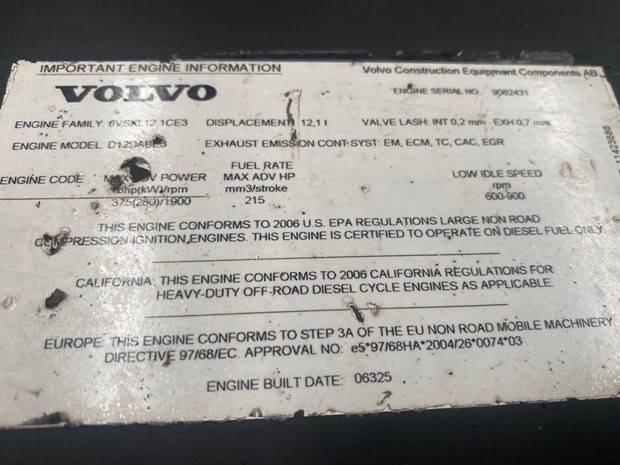 IMPORTANT ENGINE INFORMATION Volvo Construction Equipment Components AB
VOLVO ENGINE SERIAL NO 9062431
ENGINE FAMILY: 6VSXL12.1CE3 DISPLACEMENT: 12,1 l VALVE LASH: INT 0,2 mm - EXH 0,7 mm
ENGINE MODEL: EXHAUST EMISSION CONT-SYST: EM, ECM, TC, CAC, EGR
ENGINE CODE POWER FUEL RATE LOW IDLE SPEED
bhp(kW)/rpm MAX ADV HP rpm
375(280)/1900 mm3/stroke 600-900
215
THIS ENGINE CONFORMS TO 2006 U.S. EPA REGULATIONS LARGE NON ROAD
COMPRESSION-IGNITION ENGINES. THIS ENGINE IS CERTIFIED TO OPERATE ON DIESEL FUEL ONLY
CALIFORNIA: THIS ENGINE CONFORMS TO 2006 CALIFORNIA REGULATIONS FOR
HEAVY-DUTY OFF-ROAD DIESEL CYCLE ENGINES AS APPLICABLE.
EUROPE: THIS ENGINE CONFORMS TO STEP 3A OF THE EU NON ROAD MOBILE MACHINERY
DIRECTIVE 97/68/EC. APPROVAL NO: e5*97/68HA*2004/26*0074*03
ENGINE BUILT DATE: 06325